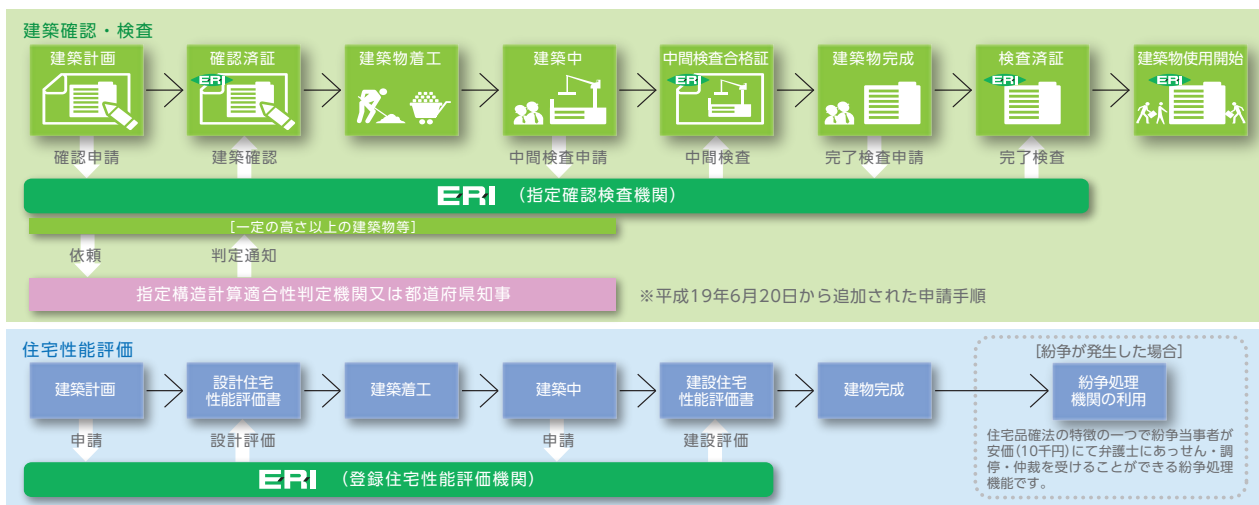 建築確認・検査
建築計画
確認済証
建築物着工
建築中
中間検査合格証
建築物完成
検査済証
建築物使用開始
ERI
ERI
ERI
ERI
確認申請
建築確認
中間検査申請
中間検査
完了検査申請
完了検査
ERI (指定確認検査機関)
[一定の高さ以上の建築物等]
依頼
判定通知
指定構造計算適合性判定機関又は都道府県知事
※平成19年6月20日から追加された申請手順
住宅性能評価
[紛争が発生した場合]
建築計画
設計住宅
性能評価書
建築着工
建築中
建設住宅
性能評価書
建物完成
紛争処理
機関の利用
申請
設計評価
申請
建設評価
住宅品確法の特徴の一つで紛争当事者が
安価(10千円)にて弁護士にあっせん・調
停・仲裁を受けることができる紛争処理
機能です。
ERI (登録住宅性能評価機関)